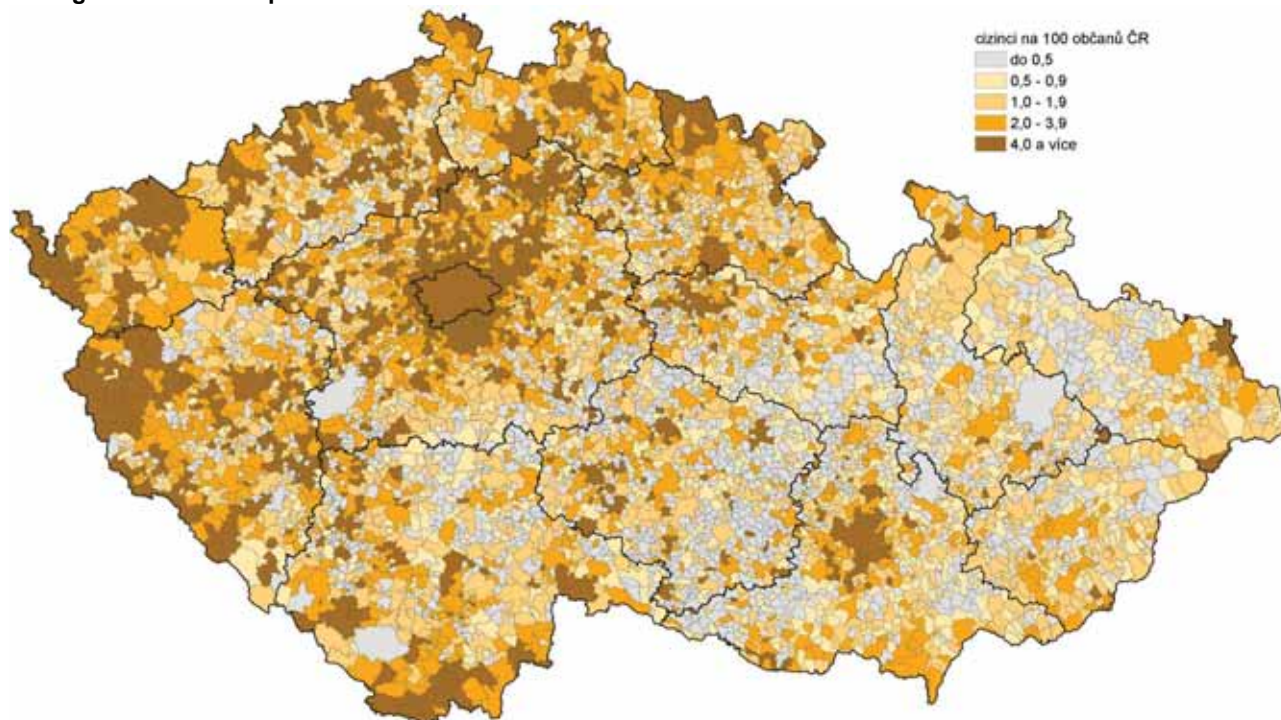 cizinci na 100 občanů ČR
do 0,5
0,5 - 0,9
1,0 - 1,9
2,0 - 3,9
4,0 a více